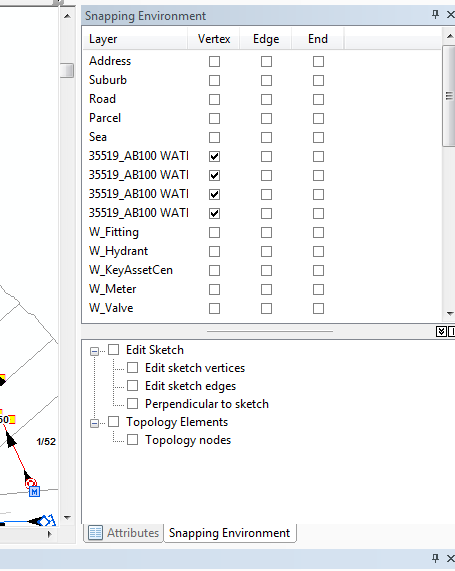 Snapping Environment
Layer Vertex Edge End
Address
Suburb
Road
Parcel
Sea
35519_AB100 WATI
35519_AB100 WATI
35519_AB100 WATI
35519_AB100 WATI
W_Fitting
W_Hydrant
W_KeyAssetCen
W_Meter
W_Valve
Edit Sketch
Edit sketch vertices
Edit sketch edges
Perpendicular to sketch
Topology Elements
Topology nodes
50
1/52
M
Attributes Snapping Environment